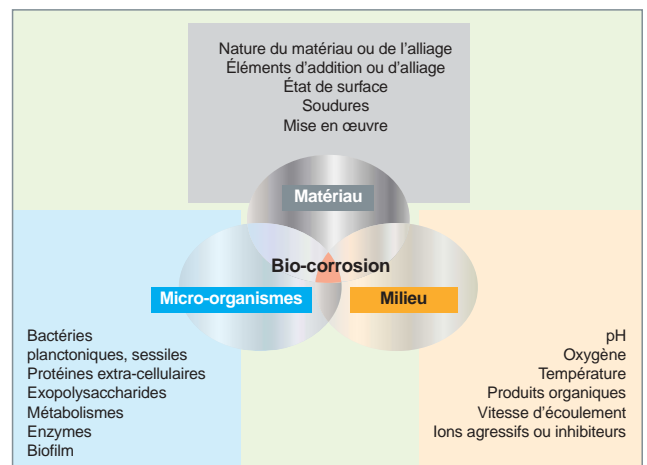 Nature du matériau ou de l'alliage
Éléments d'addition ou d'alliage
État de surface
Soudures
Mise en œuvre
Matériau
Bio-corrosion
Micro-organismes
Milieu
Bactéries
planctoniques, sessiles
Protéines extra-cellulaires
Exopolysaccharides
Métabolismes
Enzymes
Biofilm
pH
Oxygène
Température
Produits organiques
Vitesse d'écoulement
Ions agressifs ou inhibiteurs